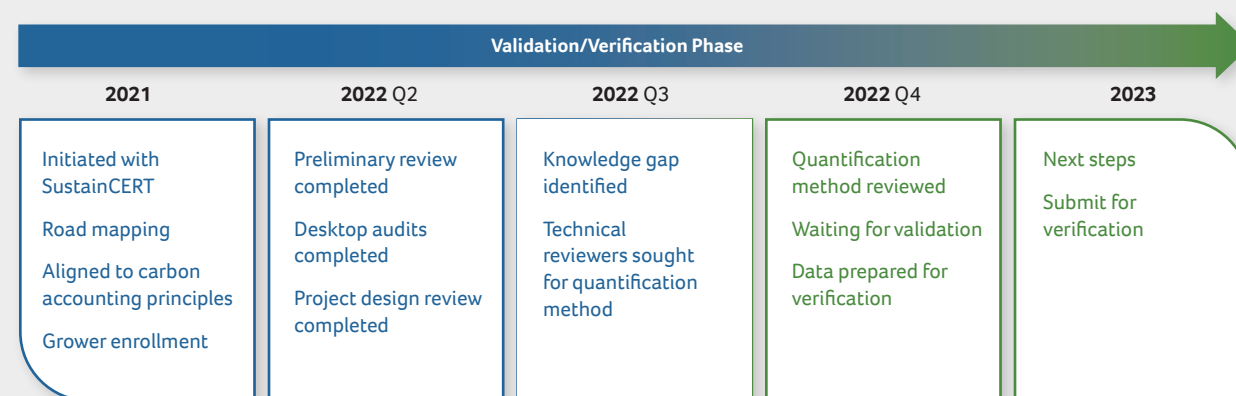 Validation/Verification Phase
2021
2022 Q2
2022 Q3
2022 Q4
2023
Initiated with
SustainCERT
Road mapping
Aligned to carbon
accounting principles
Grower enrollment
Preliminary review
completed
Desktop audits
completed
Project design review
completed
Knowledge gap
identified
Technical
reviewers sought
for quantification
method
Quantification
method reviewed
Waiting for validation
Data prepared for
verification
Next steps
Submit for
verification